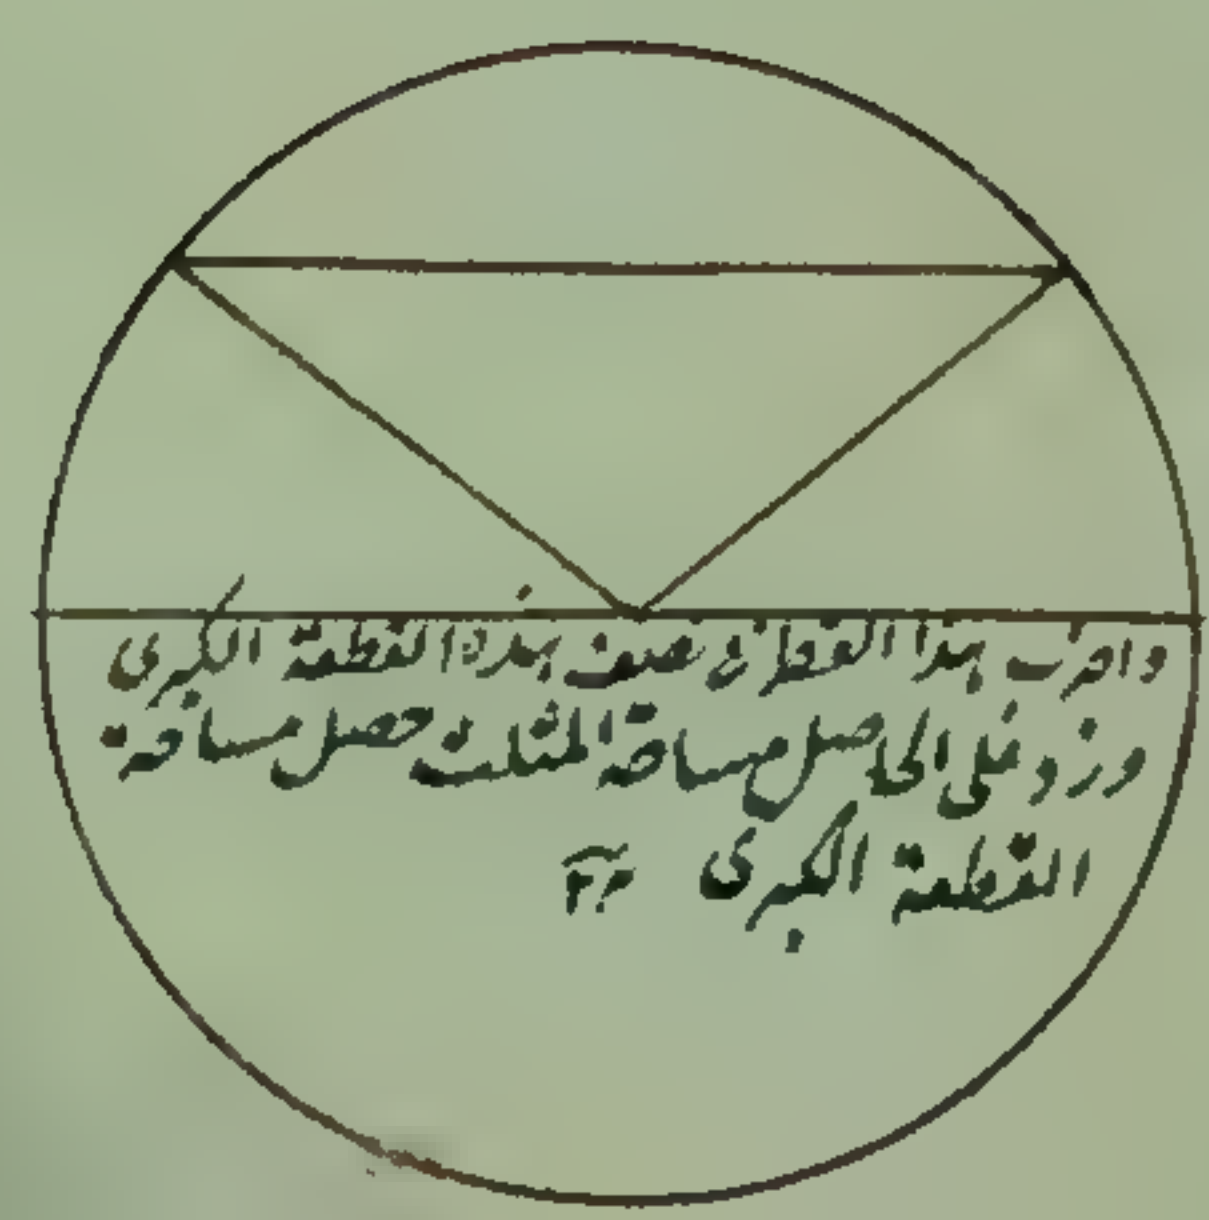 واضرب هذا القطر في نصف هذه القطعة الكبرى
وزد على الحاصل مساحة المثلث حصل مساحة
القطعة الكبرى